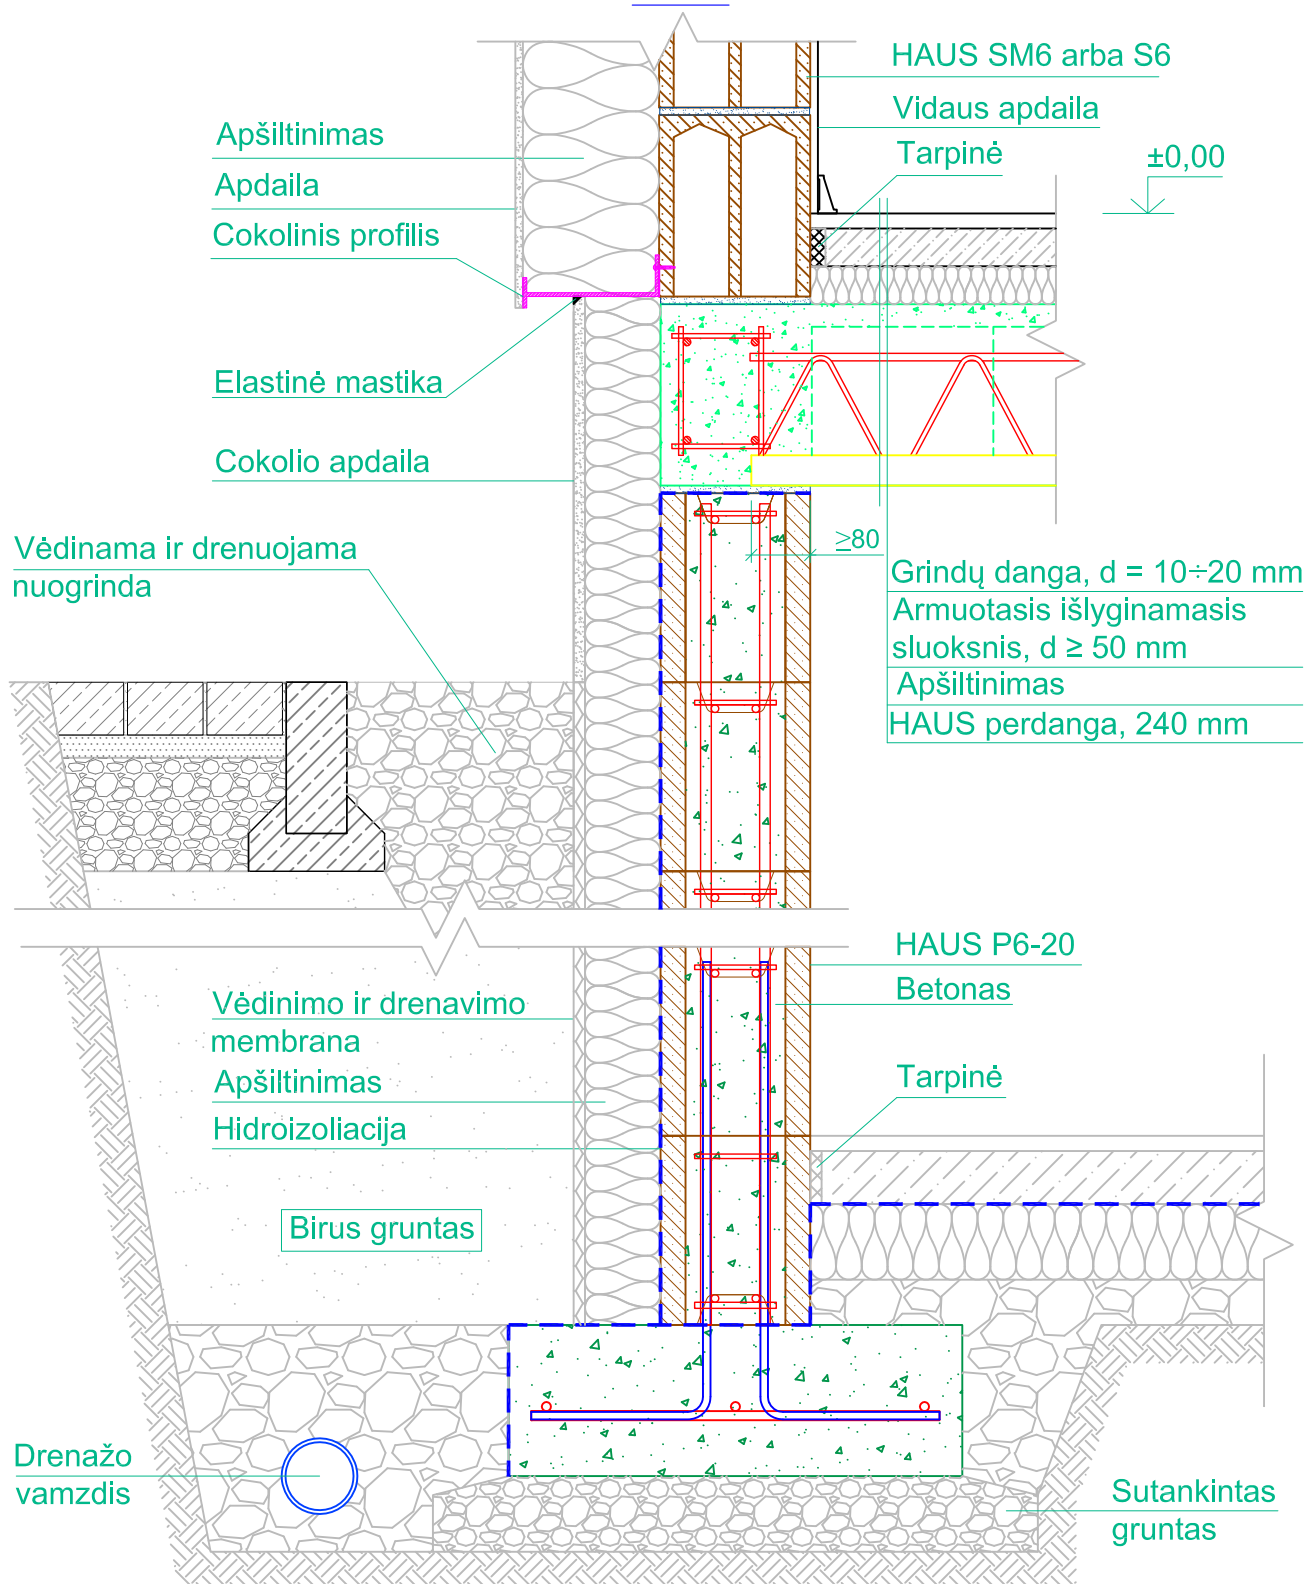 HAUS SM6 arba S6
Vidaus apdaila
Tarpinė
±0,00
Apšiltinimas
Apdaila
Cokolinis profilis
Elastinė mastika
Cokolio apdaila
Vėdinama ir drenuojama
nuogrinda
≥80
Grindų danga, d = 10÷20 mm
Armuotasis išlyginamasis
sluoksnis, d ≥ 50 mm
Apšiltinimas
HAUS perdanga, 240 mm
HAUS P6-20
Betonas
Vėdinimo ir drenavimo
membrana
Apšiltinimas
Hidroizoliacija
Tarpinė
Birus gruntas
Drenažo
vamzdis
Sutankintas
gruntas